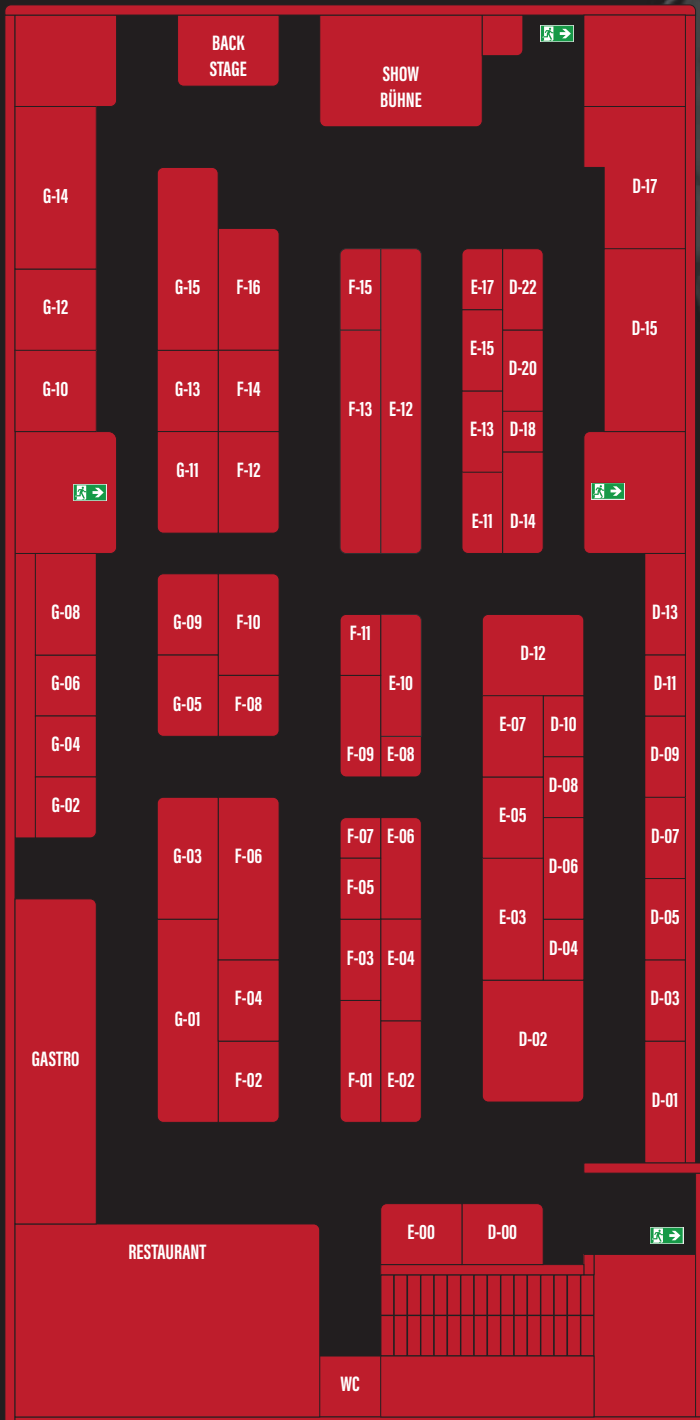 BACK
STAGE
SHOW
BÜHNE
G-14
D-17
G-15
F-16
F-15
E-17
D-22
G-12
D-15
E-15
D-20
G-10
G-13
F-14
F-13
E-12
E-13
D-18
G-11
F-12
E-11
D-14
G-08
G-09
F-10
F-11
D-13
D-12
G-06
E-10
D-11
G-05
F-08
E-07
D-10
G-04
F-09
E-08
D-09
D-08
G-02
E-05
F-07
E-06
D-07
G-03
F-06
D-06
F-05
E-03
D-05
F-03
E-04
D-04
F-04
D-03
G-01
D-02
GASTRO
F-02
F-01
E-02
D-01
E-00
D-00
RESTAURANT
WC